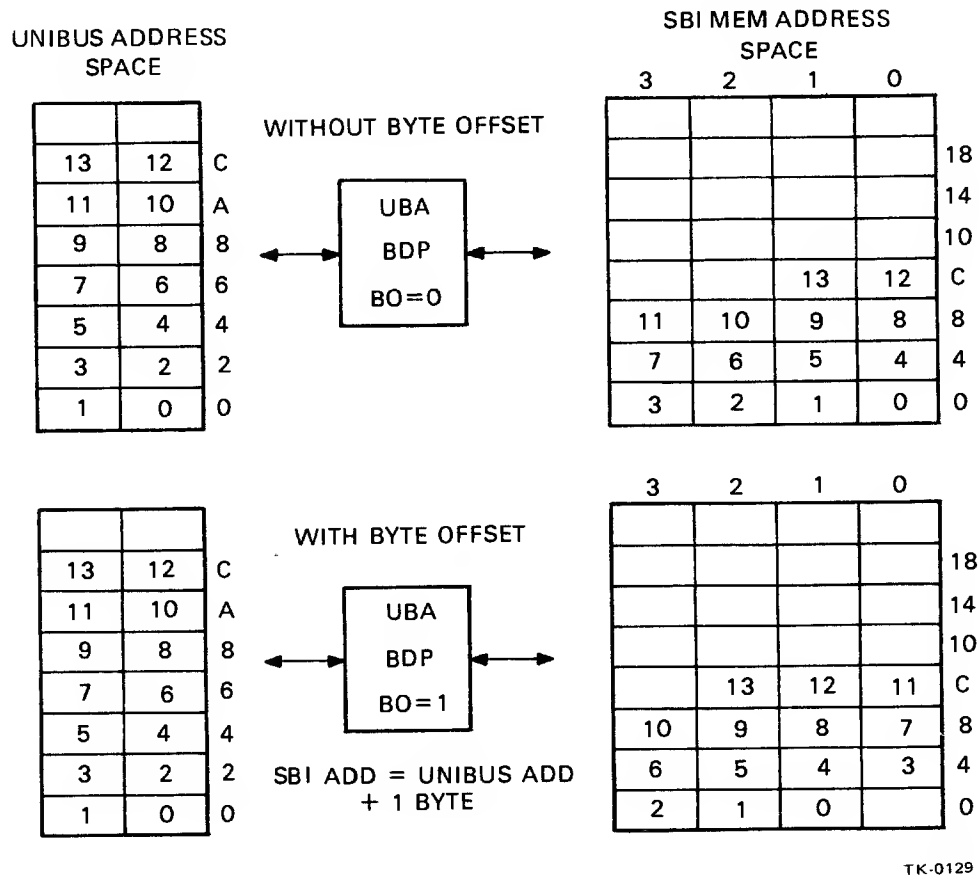 UNIBUS ADDRESS
SPACE
13 12 C
11 10 A
9 8 8
7 6 6
5 4 4
3 2 2
1 0 0
WITHOUT BYTE OFFSET
UBA
BDP
BO=0
SBI MEM ADDRESS
SPACE
3 2 1 0
18
14
10
13 12 C
11 10 9 8 8
7 6 5 4 4
3 2 1 0 0
13 12 C
11 10 A
9 8 8
7 6 6
5 4 4
3 2 2
1 0 0
WITH BYTE OFFSET
UBA
BDP
BO=1
SBI ADD = UNIBUS ADD
+ 1 BYTE
3 2 1 0
18
14
10
13 12 11 C
10 9 8 7 8
6 5 4 3 4
2 1 0 0
TK-0129